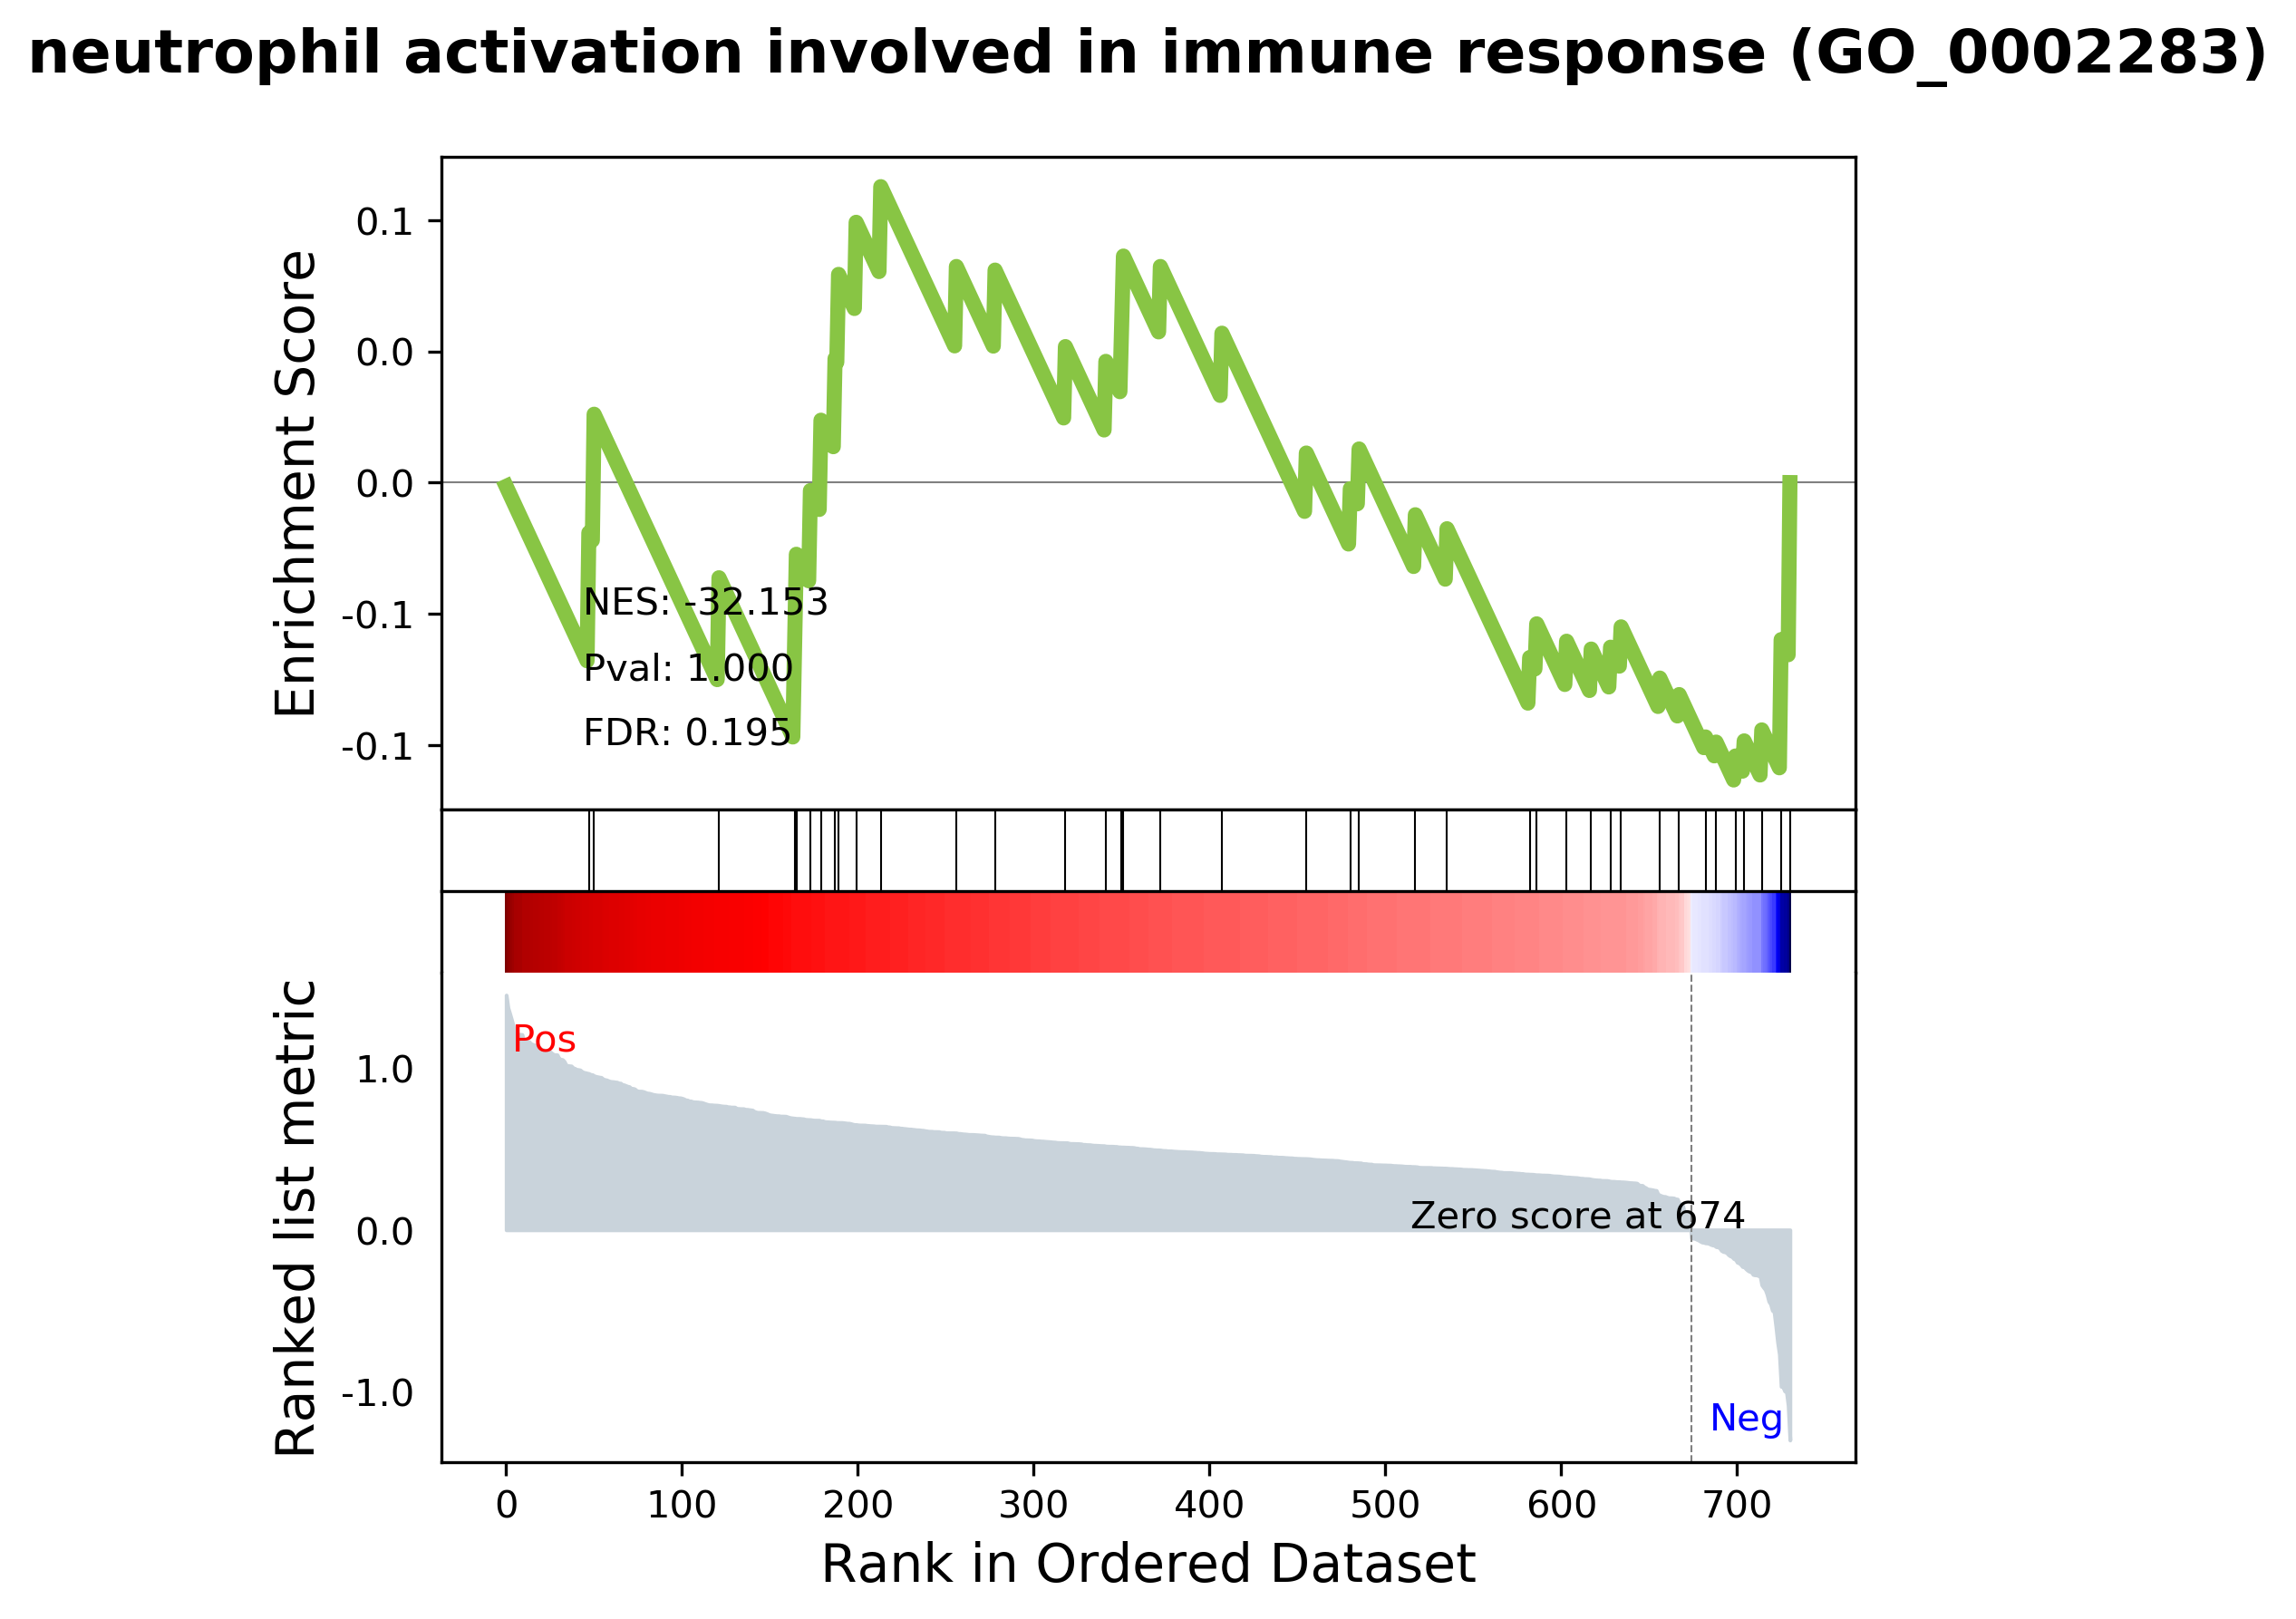 neutrophil activation involved in immune response (GO_0002283)
Enrichment Score
0.1
0.0
0.0
-0.1
-0.1
NES: -32.153
Pval: 1.000
FDR: 0.195
Ranked list metric
1.0
0.0
-1.0
Pos
Zero score at 674
Neg
0 100 200 300 400 500 600 700
Rank in Ordered Dataset